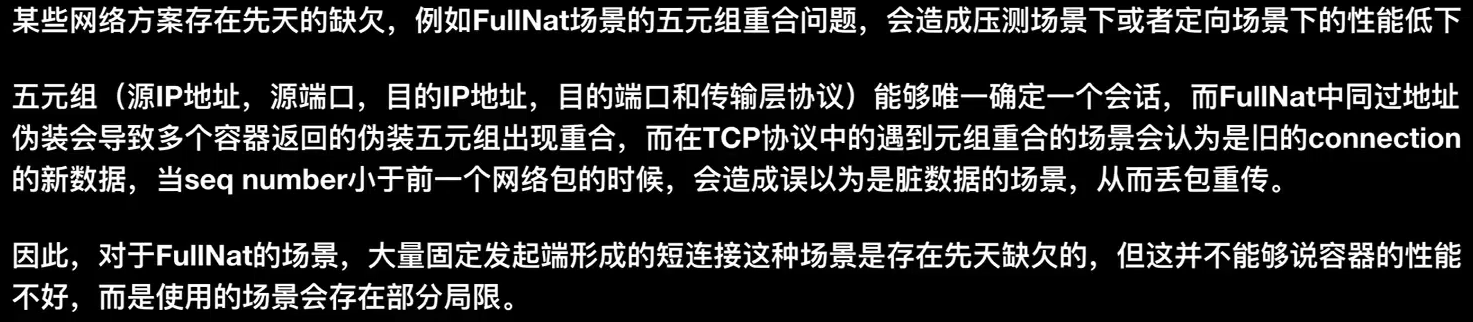 某些网络方案存在先天的缺欠，例如FullNat场景的五元组重合问题，会造成压测场景下或者定向场景下的性能低下
五元组（源IP地址，源端口，目的IP地址，目的端口和传输层协议）能够唯一确定一个会话，而FullNat中同过地址
伪装会导致多个容器返回的伪装五元组出现重合，而在TCP协议中的遇到元组重合的场景会认为是旧的connection
的新数据，当seq number小于前一个网络包的时候，会造成误以为是脏数据的场景，从而丢包重传。
因此，对于FullNat的场景，大量固定发起端形成的短连接这种场景是存在先天缺欠的，但这并不能够说容器的性能
不好，而是使用的场景会存在部分局限。